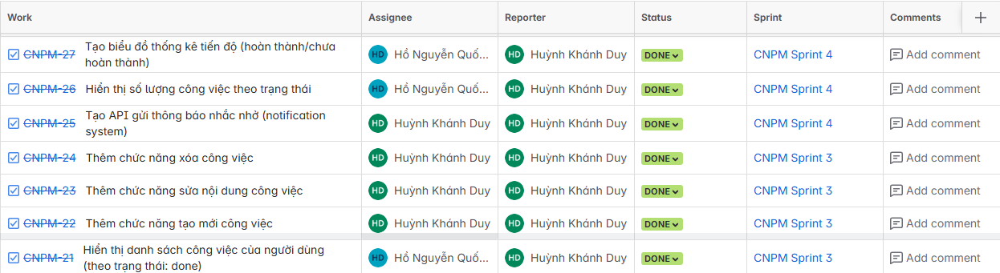 Work Assignee Reporter Status Sprint Comments
CNPM-27 Tạo biểu đồ thống kê tiến độ (hoàn thành/chưa
hoàn thành) HD Hồ Nguyễn Quố... HD Huỳnh Khánh Duy DONE CNPM Sprint 4 Add comment
CNPM-26 Hiển thị số lượng công việc theo trạng thái HD Hồ Nguyễn Quố... HD Huỳnh Khánh Duy DONE CNPM Sprint 4 Add comment
CNPM-25 Tạo API gửi thông báo nhắc nhở (notification
system) HD Huỳnh Khánh Duy HD Huỳnh Khánh Duy DONE CNPM Sprint 4 Add comment
CNPM-24 Thêm chức năng xóa công việc HD Huỳnh Khánh Duy HD Huỳnh Khánh Duy DONE CNPM Sprint 3 Add comment
CNPM-23 Thêm chức năng sửa nội dung công việc HD Huỳnh Khánh Duy HD Huỳnh Khánh Duy DONE CNPM Sprint 3 Add comment
CNPM-22 Thêm chức năng tạo mới công việc HD Huỳnh Khánh Duy HD Huỳnh Khánh Duy DONE CNPM Sprint 3 Add comment
CNPM-21 Hiển thị danh sách công việc của người dùng
(theo trạng thái: done) HD Hồ Nguyễn Quố... HD Huỳnh Khánh Duy DONE CNPM Sprint 3 Add comment